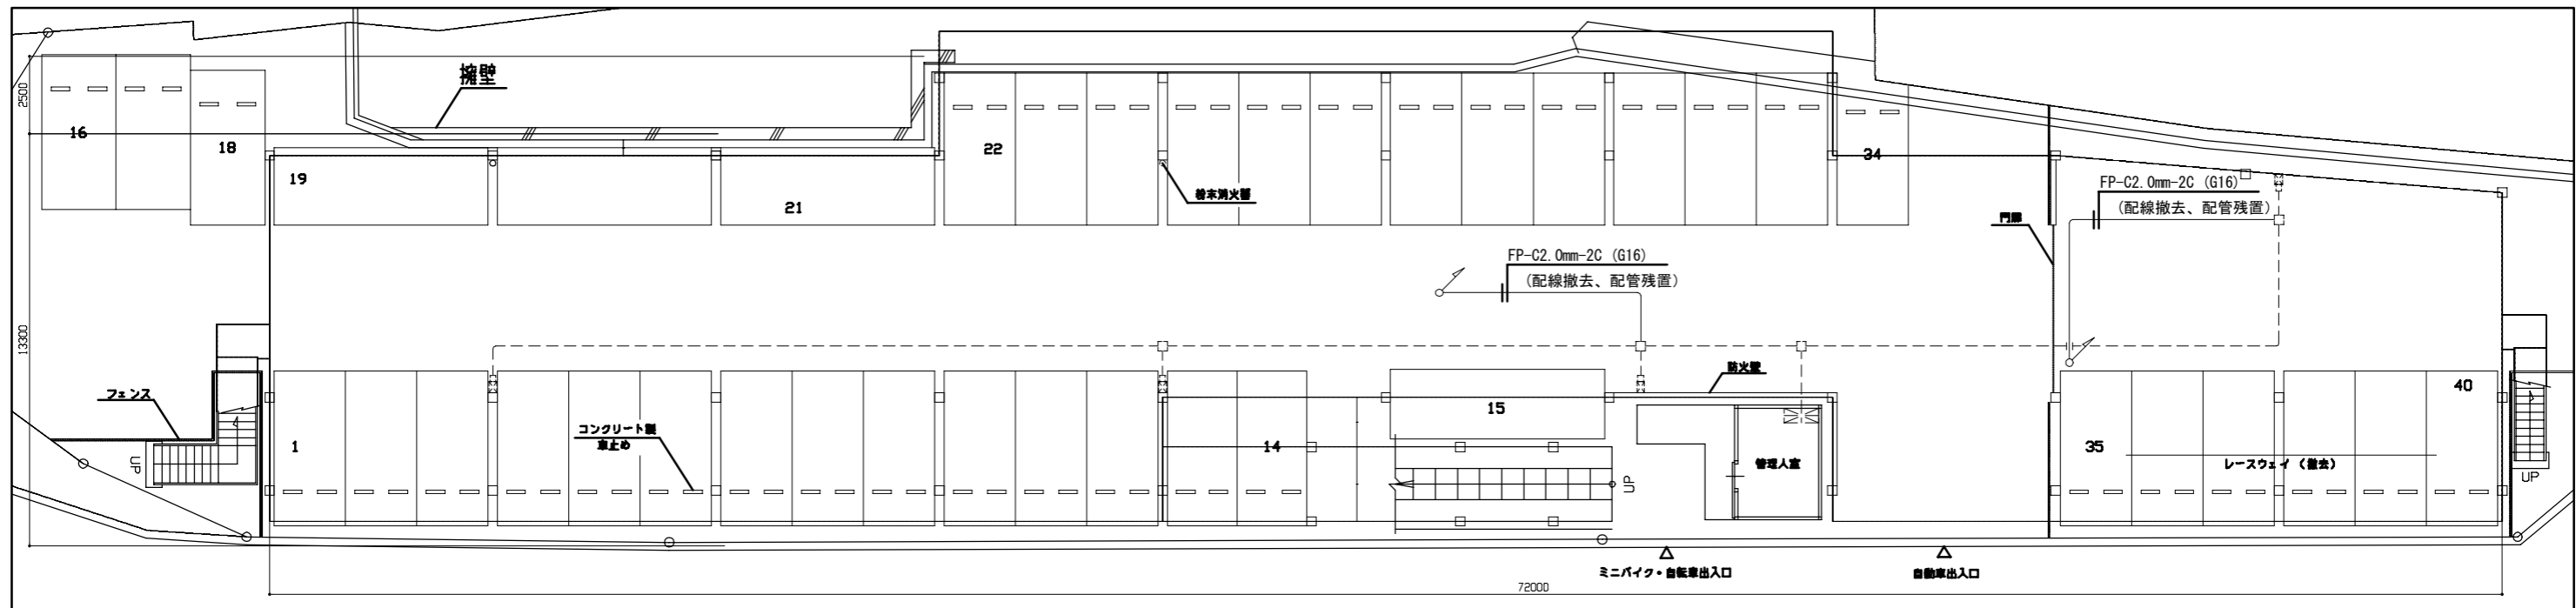 擁壁
2500
16
18
22
34
19
21
粉末消火器
FP-C2.0mm-2C (G16)
(配線撤去、配管残置)
門扉
FP-C2.0mm-2C (G16)
(配線撤去、配管残置)
13300
フェンス
UP
1
コンクリート製
車止め
14
15
防火壁
UP
管理人室
35
40
レースウェイ (撤去)
UP
ミニバイク・自転車出入口
自動車出入口
72000